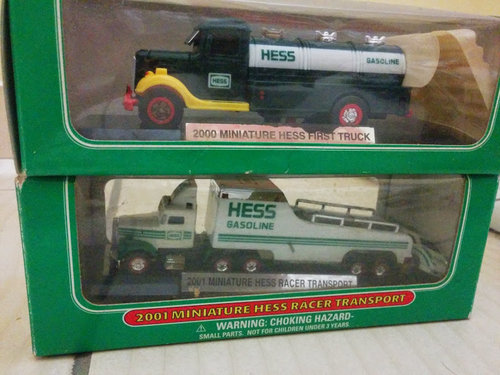 HESS
GASOLINE
HESS
2000 MINIATURE HESS FIRST TRUCK
HESS
GASOLINE
HESS
2001 MINIATURE HESS RACER TRANSPORT
2001 MINIATURE HESS RACER TRANSPORT
WARNING: CHOKING HAZARD-
SMALL PARTS. NOT FOR CHILDREN UNDER 3 YEARS.